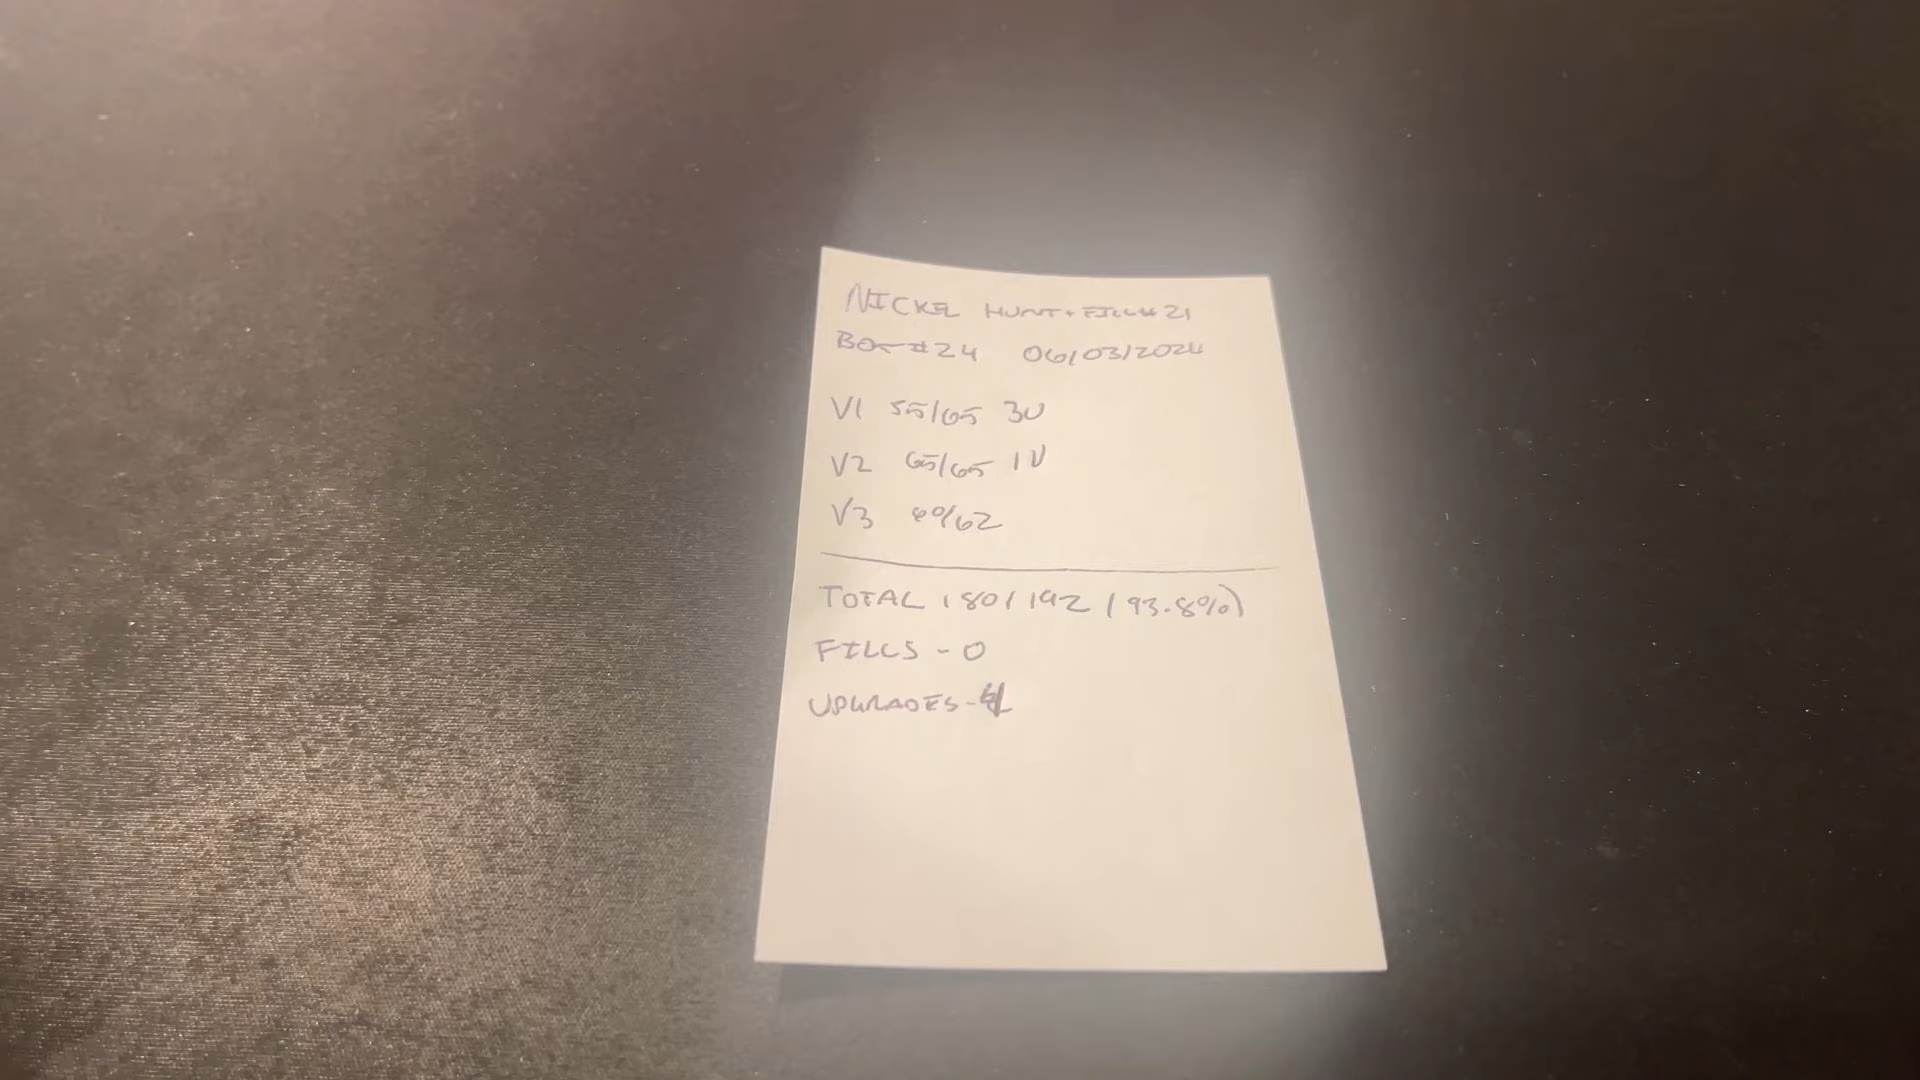 NICKEL HUNT + FILL # 21
BOX #24 06/03/2024
V1 55/65 3U
V2 65/65 1U
V3 60/62
TOTAL 180/192 (93.8%)
FILLS - 0
UPGRADES - 4